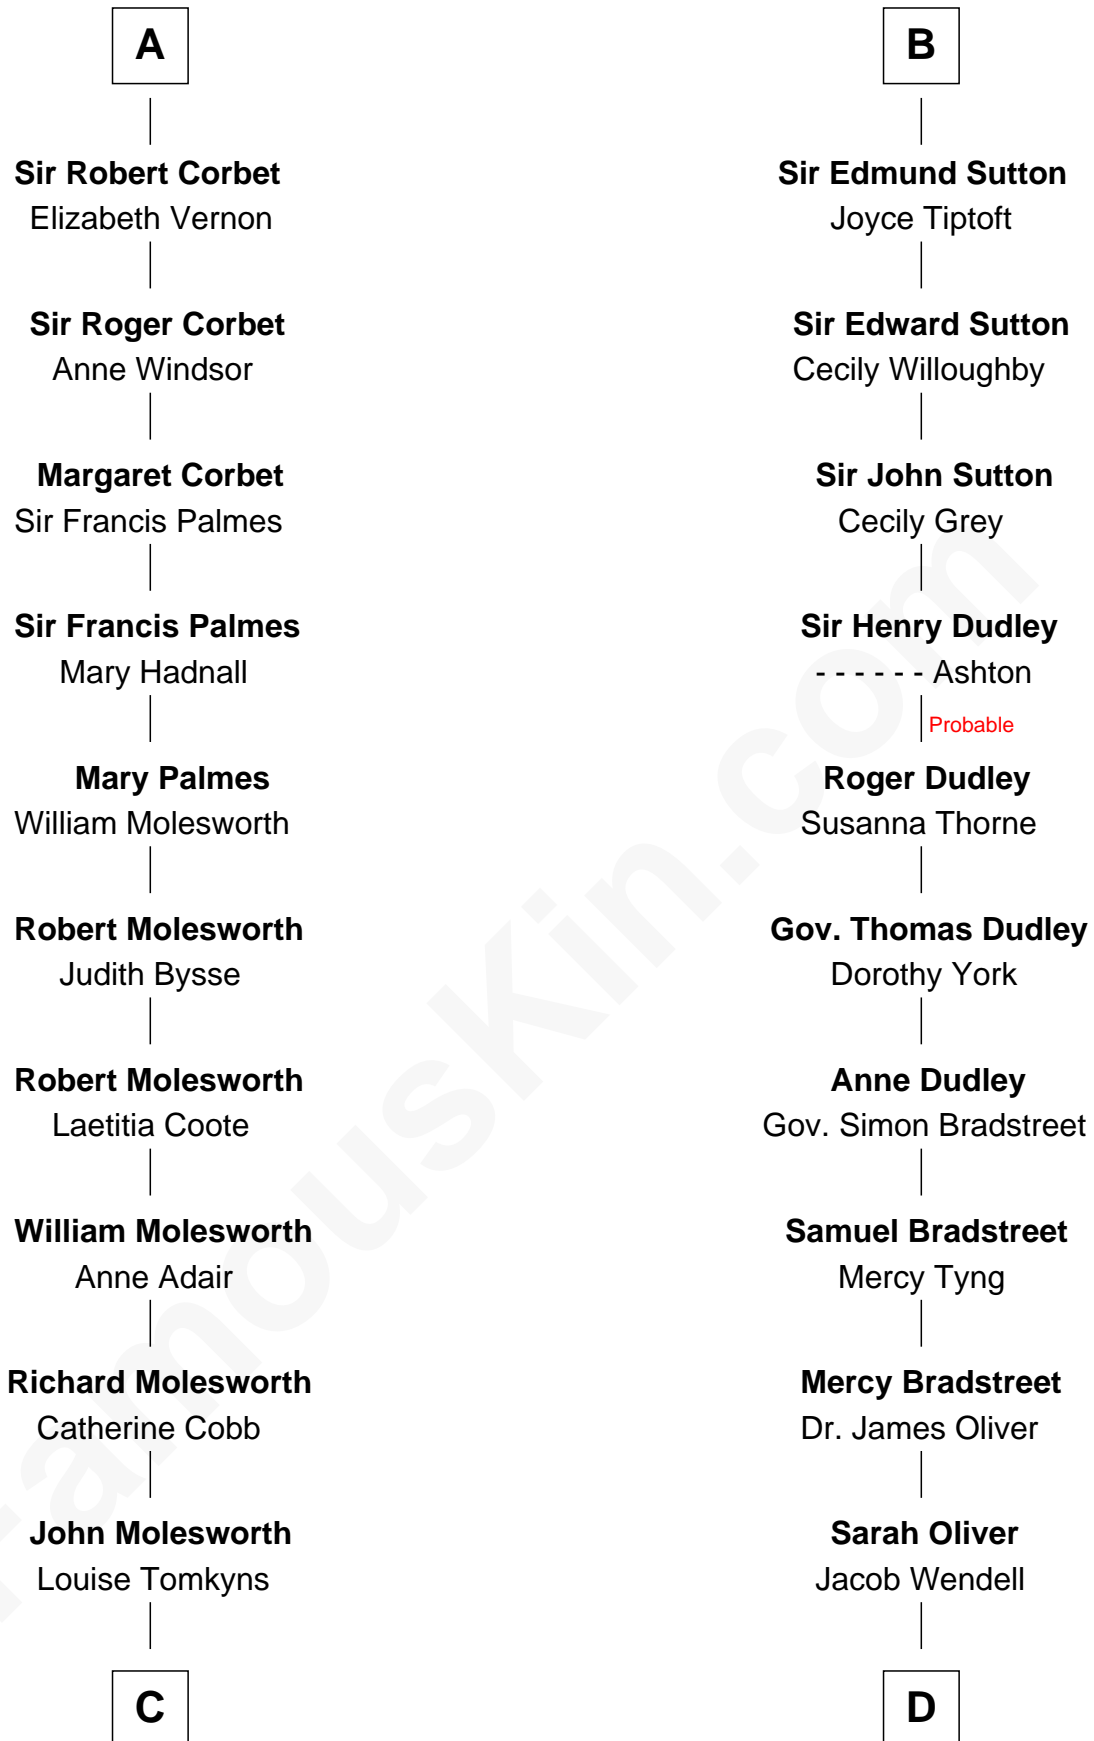 A
Sir Robert Corbet
Elizabeth Vernon
Sir Roger Corbet
Anne Windsor
Margaret Corbet
Sir Francis Palmes
Sir Francis Palmes
Mary Hadnall
Mary Palmes
William Molesworth
Robert Molesworth
Judith Bysse
Robert Molesworth
Laetitia Coote
William Molesworth
Anne Adair
Richard Molesworth
Catherine Cobb
John Molesworth
Louise Tomkyns
C
B
Sir Edmund Sutton
Joyce Tiptoft
Sir Edward Sutton
Cecily Willoughby
Sir John Sutton
Cecily Grey
Sir Henry Dudley
- - - - - - Ashton
Probable
Roger Dudley
Susanna Thorne
Gov. Thomas Dudley
Dorothy York
Anne Dudley
Gov. Simon Bradstreet
Samuel Bradstreet
Mercy Tyng
Mercy Bradstreet
Dr. James Oliver
Sarah Oliver
Jacob Wendell
D
FamousKin.com